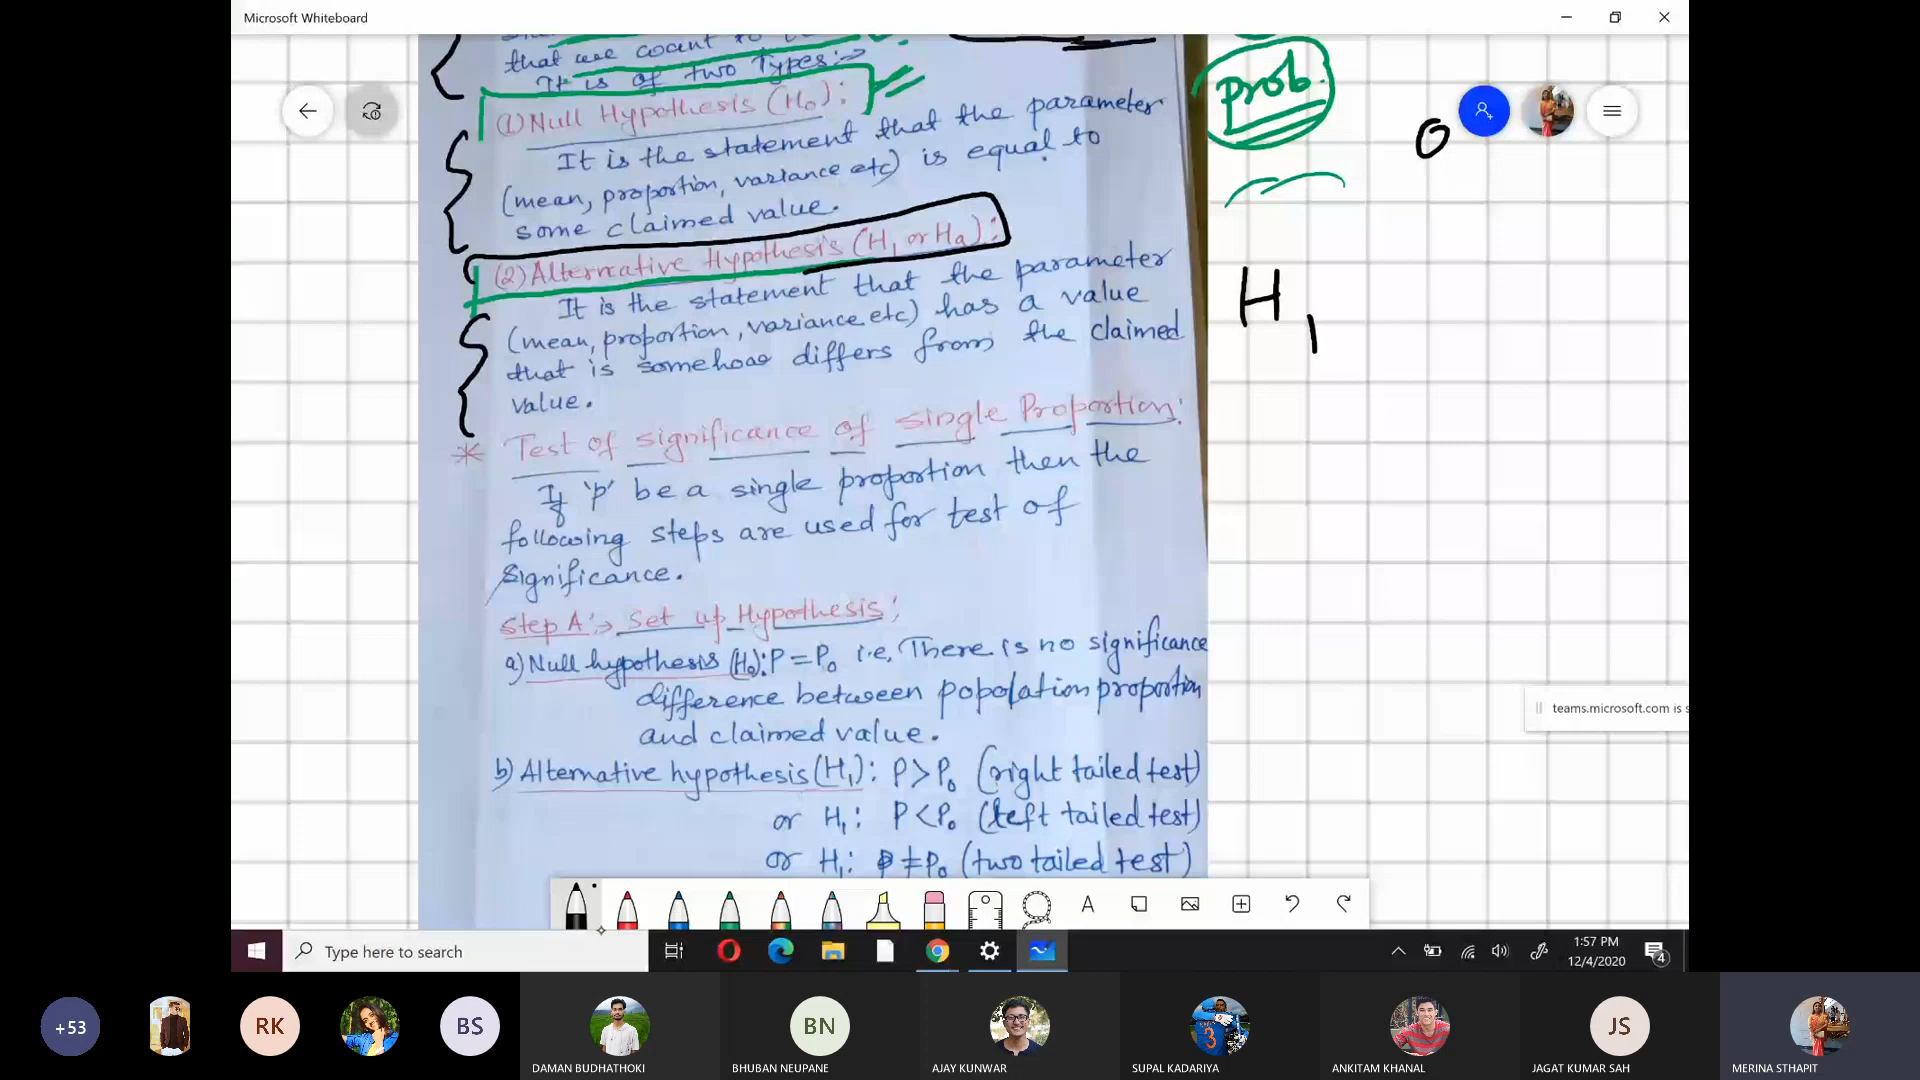 Microsoft Whiteboard
that we want to
It is of two Types:→
(1) Null Hypothesis (H₀):
It is the statement that the parameter
(mean, proportion, variance etc) is equal to
some claimed value.
(2) Alternative Hypothesis (H₁ or Ha):
It is the statement that the parameter
(mean, proportion, variance etc) has a value
that is somehow differs from the claimed
value.
* Test of significance of single Proportion:
If 'p' be a single proportion then the
following steps are used for test of
significance.
Step A:→ Set up Hypothesis:
a) Null hypothesis (H₀): P = P₀ i.e, There is no significance
difference between population proportion
and claimed value.
b) Alternative hypothesis (H₁): P > P₀ (right tailed test)
or H₁: P < P₀ (left tailed test)
or H₁: P ≠ P₀ (two tailed test)
prob.
0
H₁
teams.microsoft.com is s
A
Type here to search
1:57 PM
12/4/2020
4
+53
RK
BS
BN
JS
DAMAN BUDHATHOKI
BHUBAN NEUPANE
AJAY KUNWAR
SUPAL KADARIYA
ANKITAM KHANAL
JAGAT KUMAR SAH
MERINA STHAPIT